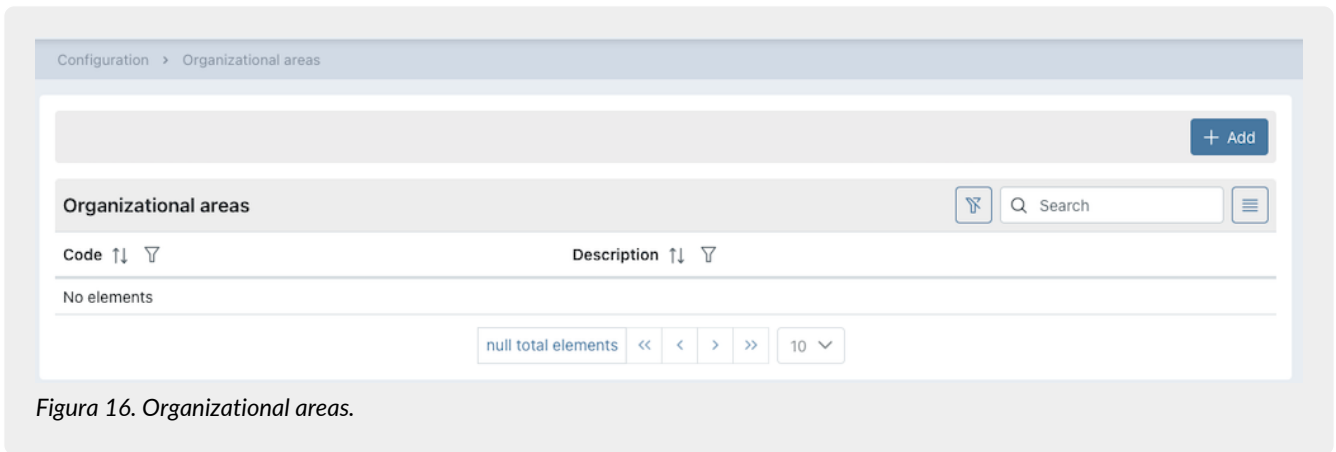 Configuration > Organizational areas
+ Add
Organizational areas
Search
Code
Description
No elements
null total elements << < > >> 10
Figura 16. Organizational areas.